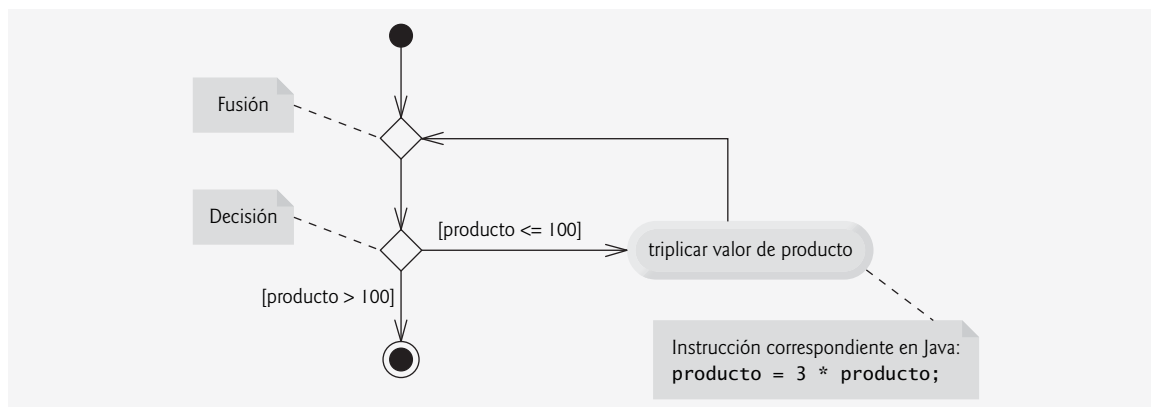 Fusión
Decisión
[producto <= 100]
triplicar valor de producto
[producto > 100]
Instrucción correspondiente en Java:
producto = 3 * producto;